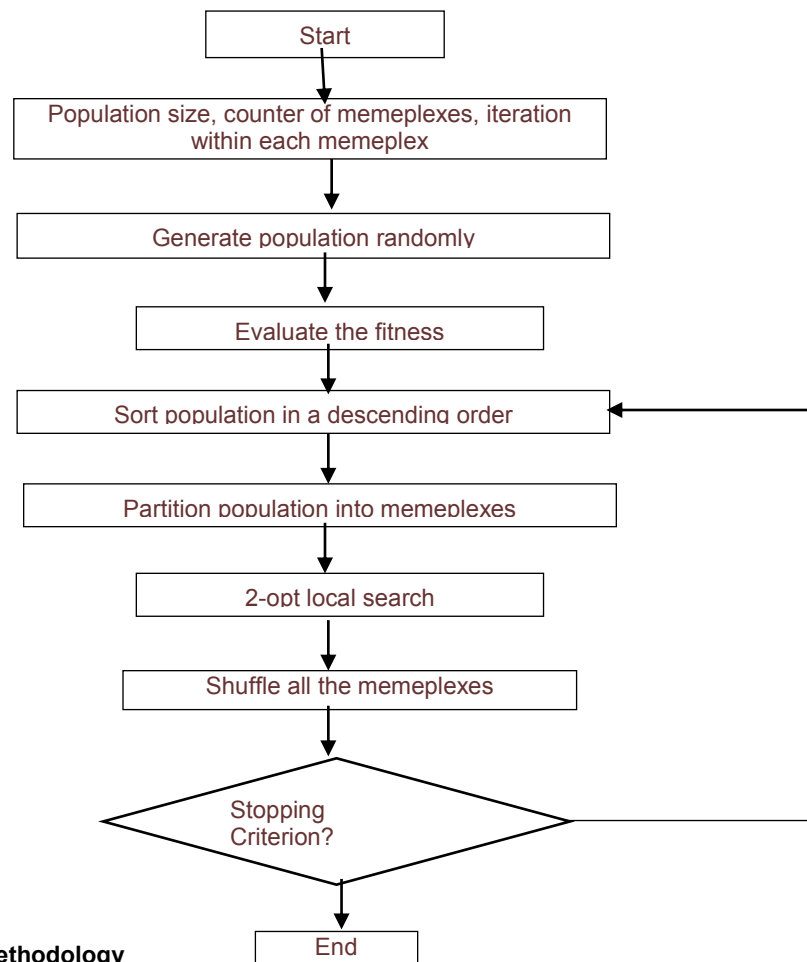 Start
Population size, counter of memeplexes, iteration
within each memeplex
Generate population randomly
Evaluate the fitness
Sort population in a descending order
Partition population into memeplexes
2-opt local search
Shuffle all the memeplexes
Stopping
Criterion?
End
ethodology